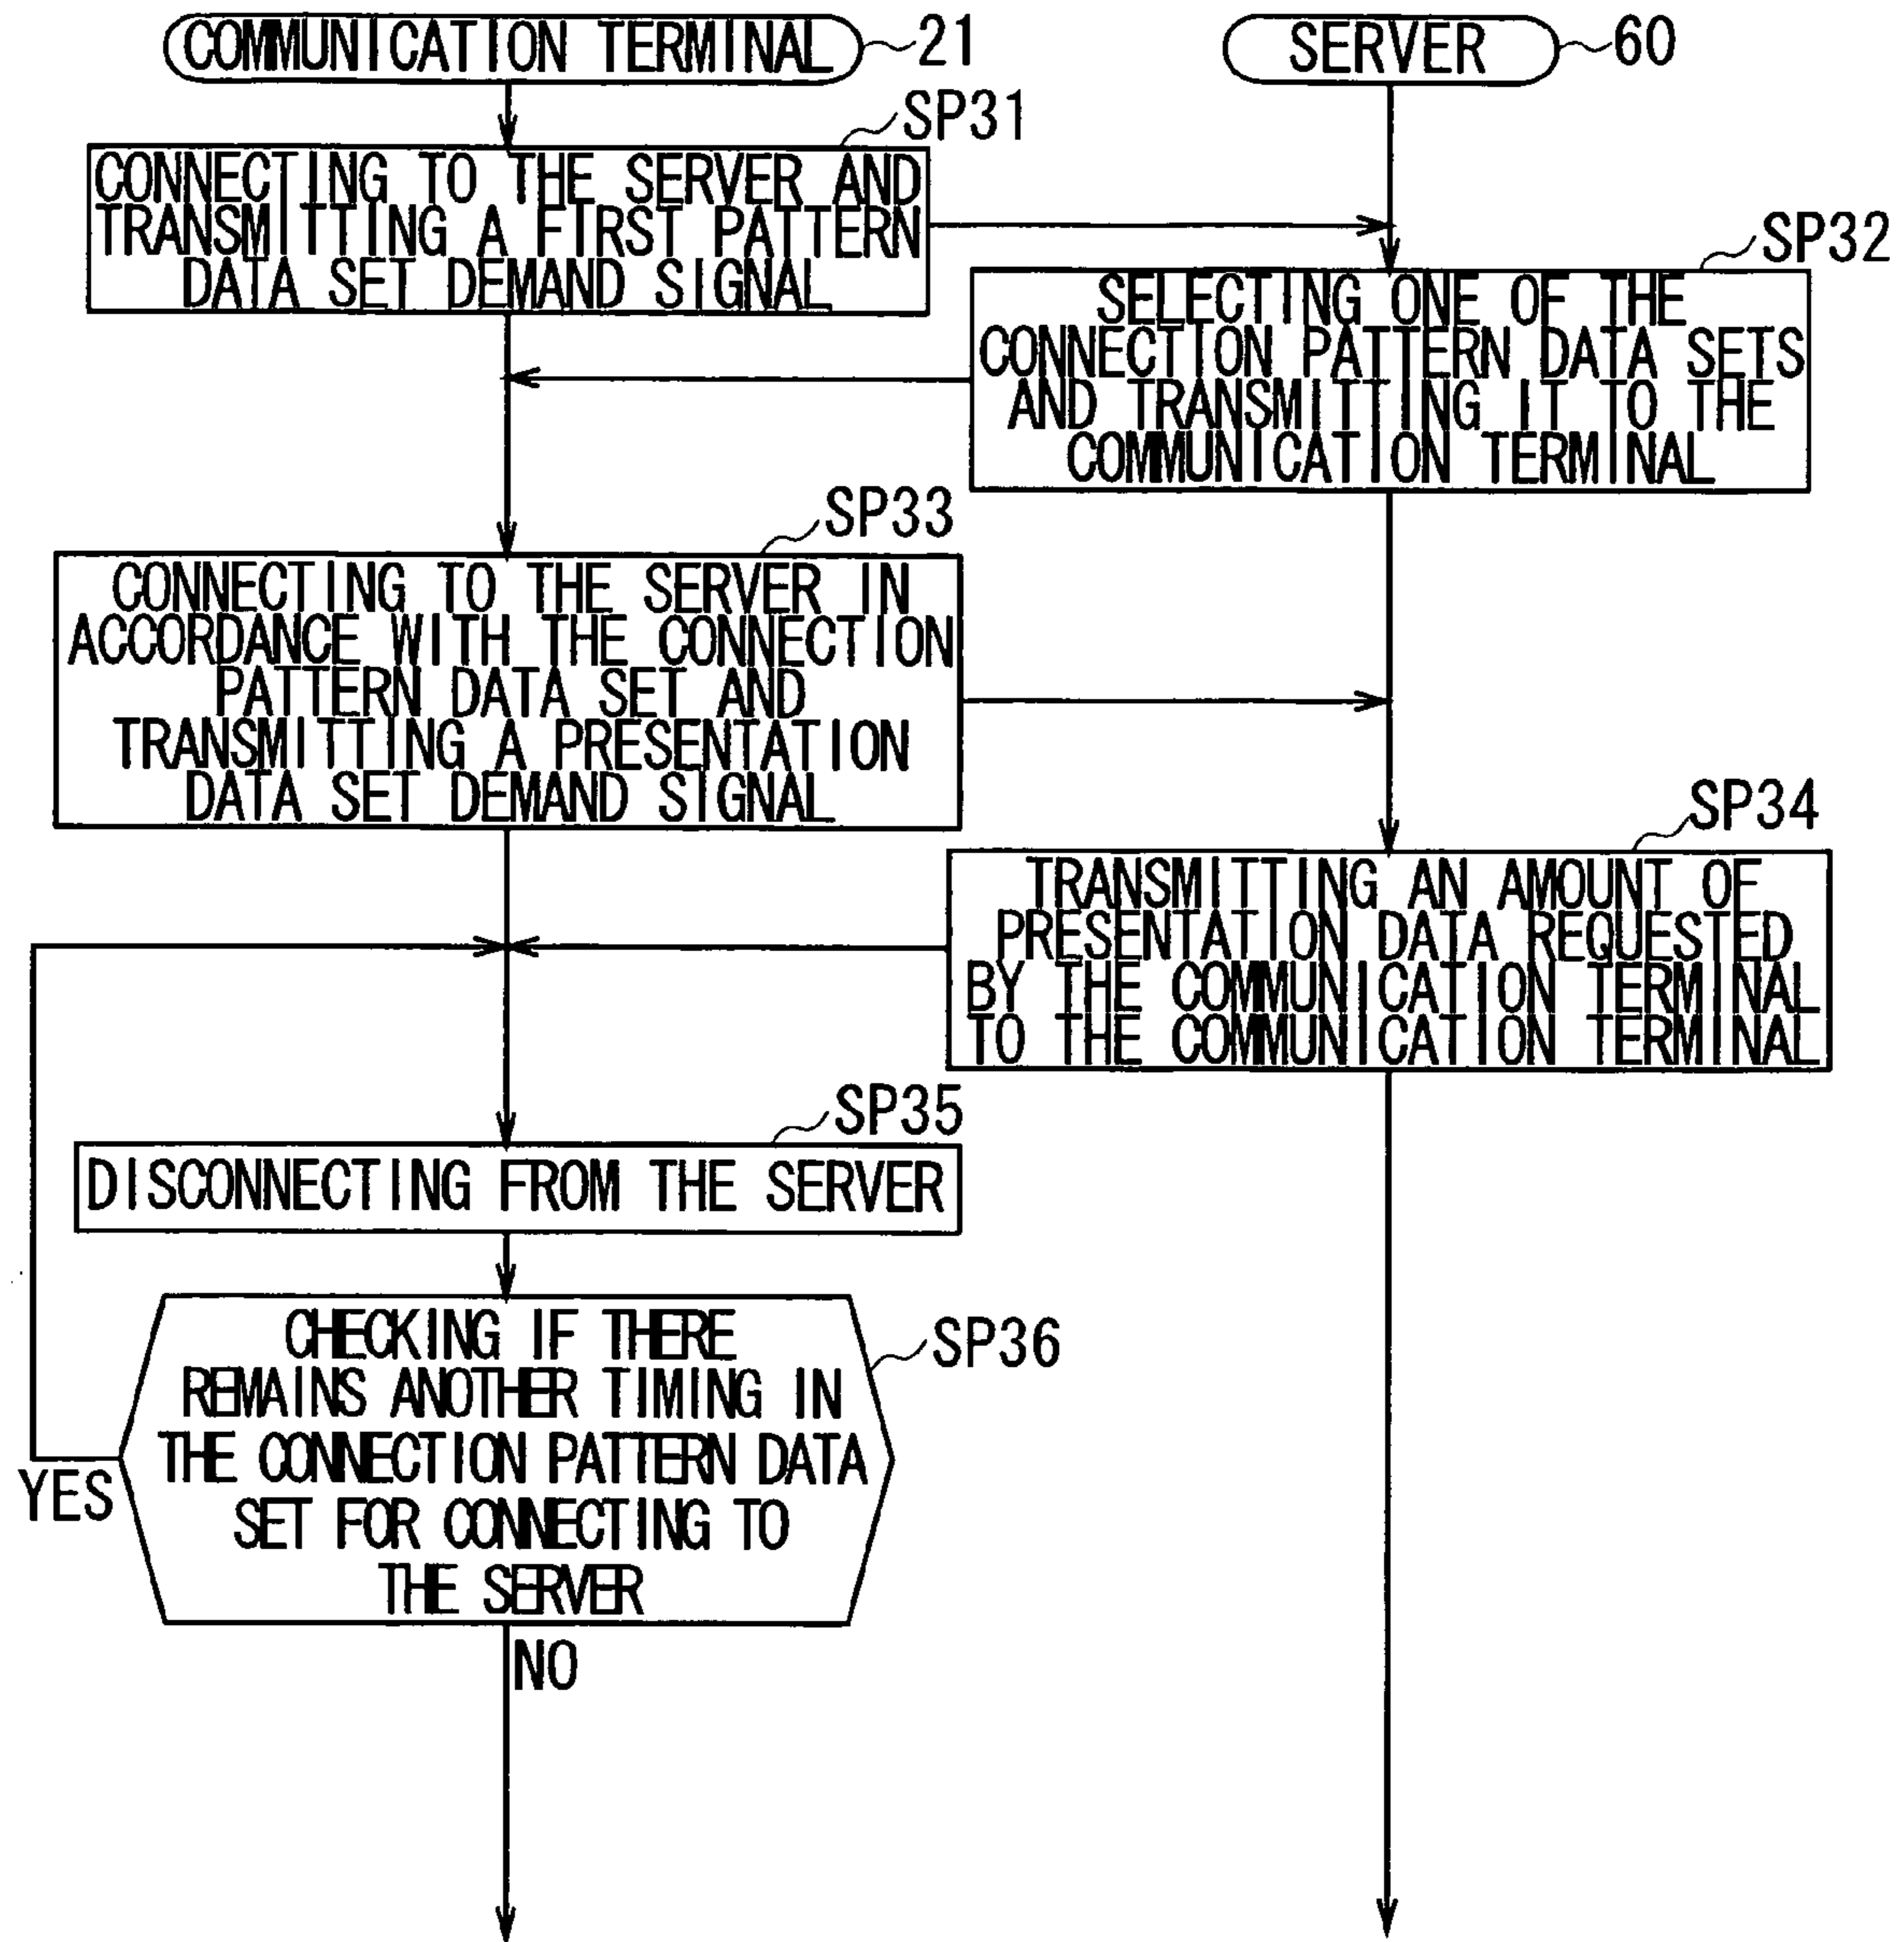 COMMUNICATION TERMINAL
21
SERVER
60
SP31
CONNECTING TO THE SERVER AND
TRANSMITTING A FIRST PATTERN
DATA SET DEMAND SIGNAL
SP32
SELECTING ONE OF THE
CONNECTION PATTERN DATA SETS
AND TRANSMITTING IT TO THE
COMMUNICATION TERMINAL
SP33
CONNECTING TO THE SERVER IN
ACCORDANCE WITH THE CONNECTION
PATTERN DATA SET AND
TRANSMITTING A PRESENTATION
DATA SET DEMAND SIGNAL
SP34
TRANSMITTING AN AMOUNT OF
PRESENTATION DATA REQUESTED
BY THE COMMUNICATION TERMINAL
TO THE COMMUNICATION TERMINAL
SP35
DISCONNECTING FROM THE SERVER
SP36
CHECKING IF THERE
REMAINS ANOTHER TIMING IN
THE CONNECTION PATTERN DATA
SET FOR CONNECTING TO
THE SERVER
YES
NO